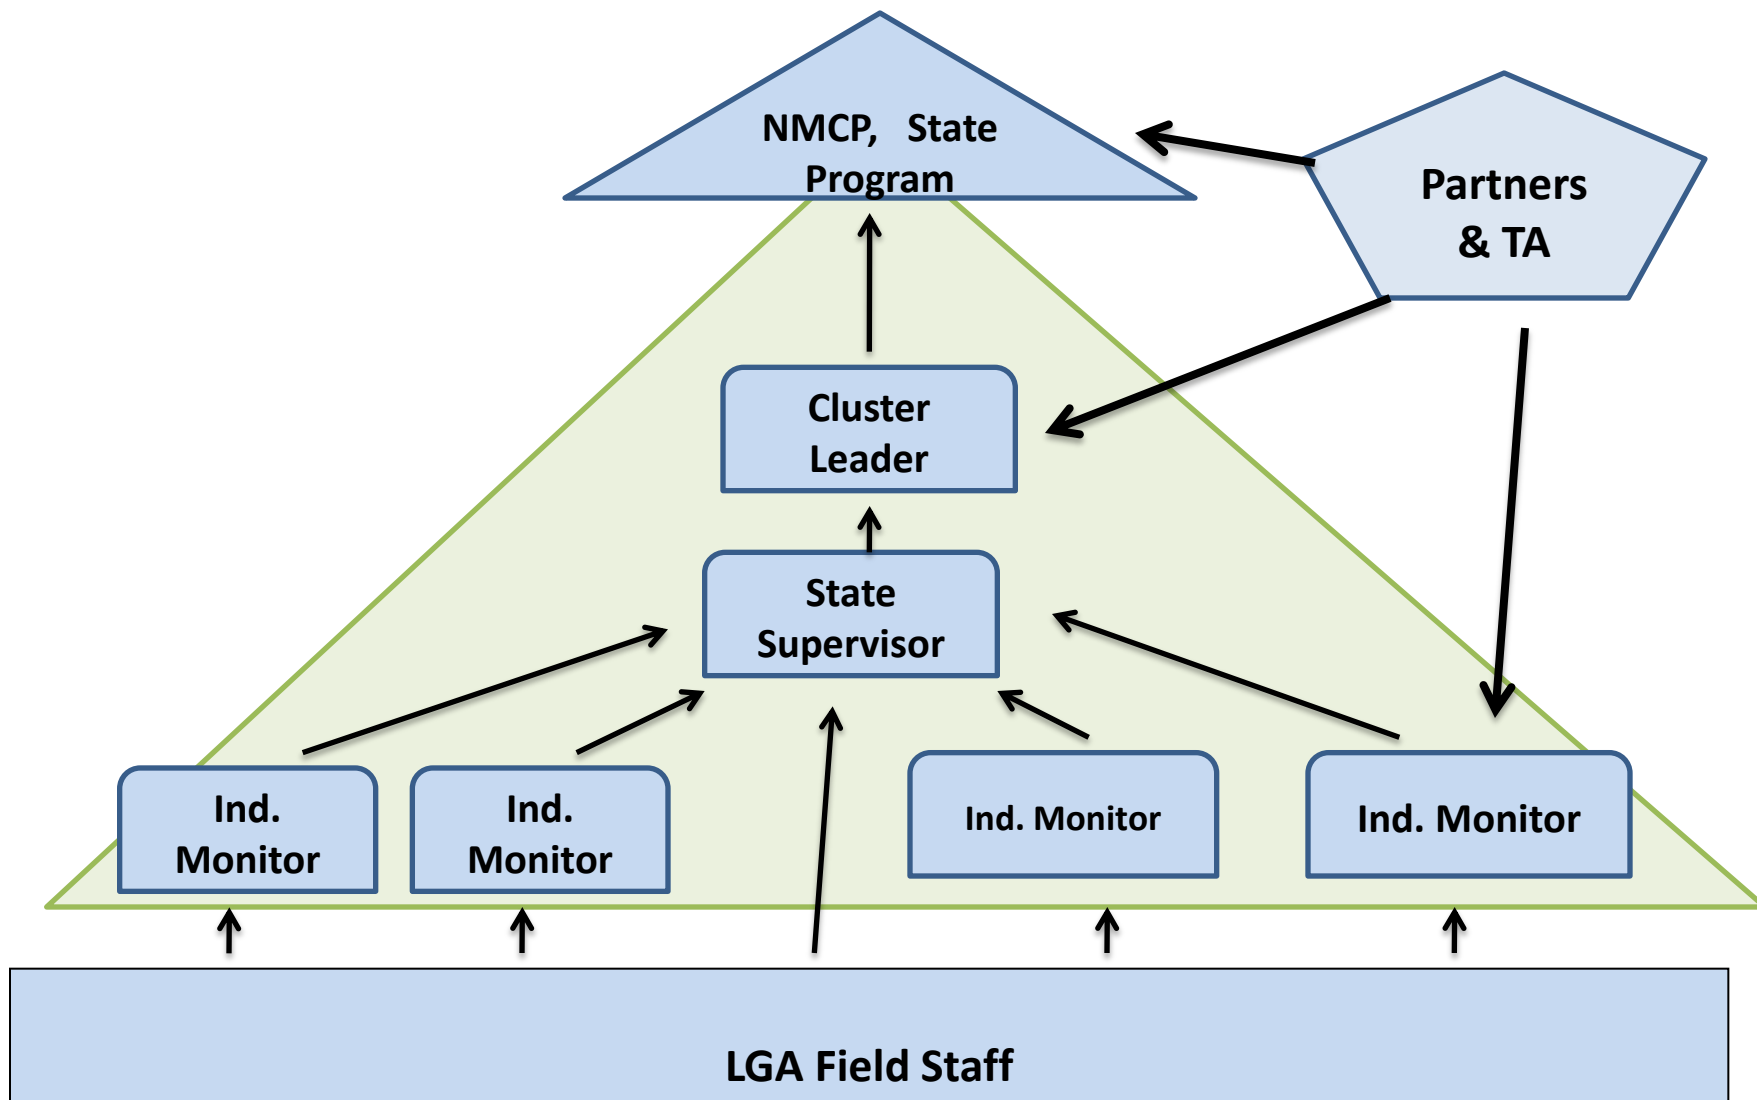 NMCP, State
Program
Partners
& TA
Cluster
Leader
State
Supervisor
Ind.
Monitor
Ind.
Monitor
Ind. Monitor
Ind. Monitor
LGA Field Staff